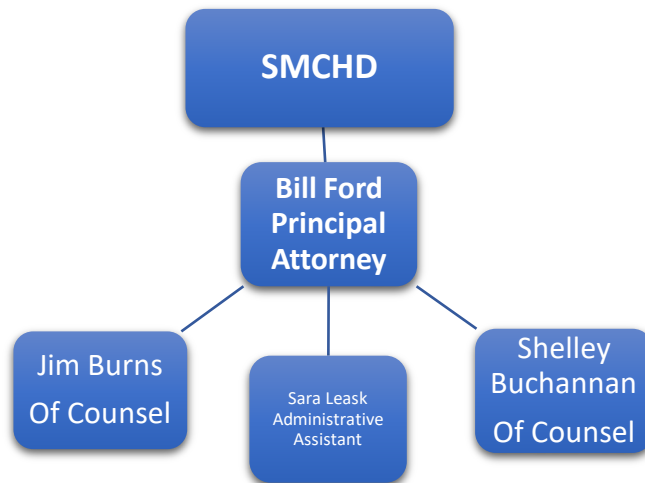 SMCHD
Bill Ford
Principal
Attorney
Jim Burns
Of Counsel
Sara Leask
Administrative
Assistant
Shelley
Buchannan
Of Counsel